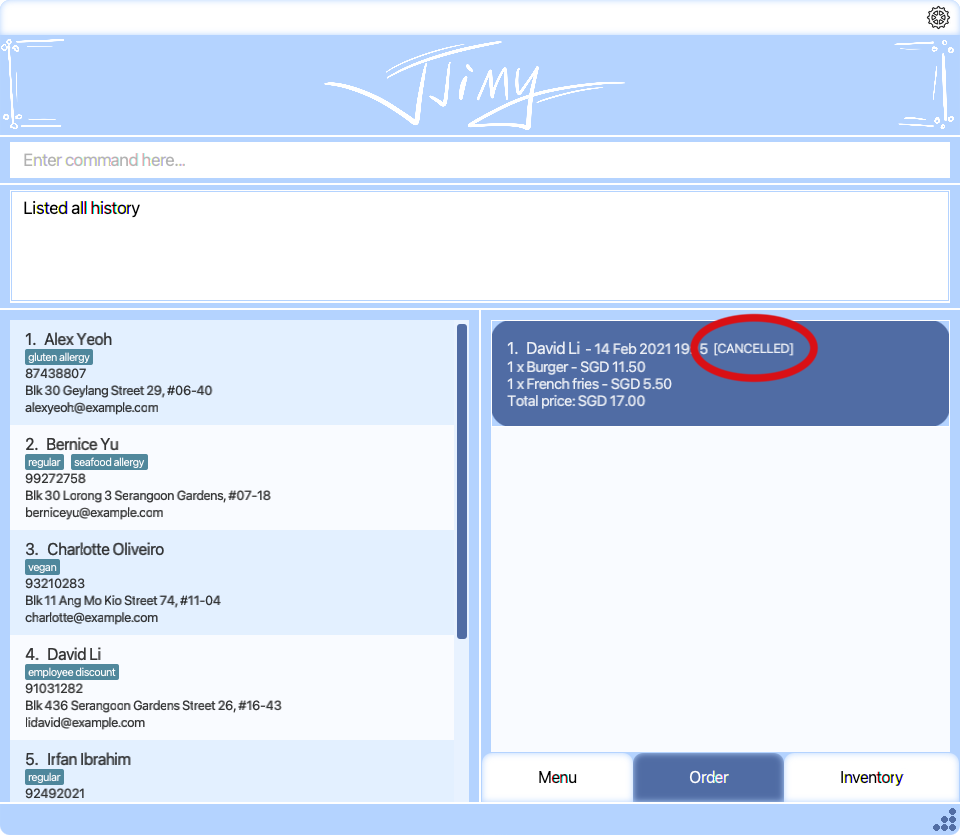 JJIMY
Enter command here...
Listed all history
1. Alex Yeoh
gluten allergy
87438807
Blk 30 Geylang Street 29, #06-40
alexyeoh@example.com
2. Bernice Yu
regular seafood allergy
99272758
Blk 30 Lorong 3 Serangoon Gardens, #07-18
berniceyu@example.com
3. Charlotte Oliveiro
vegan
93210283
Blk 11 Ang Mo Kio Street 74, #11-04
charlotte@example.com
4. David Li
employee discount
91031282
Blk 436 Serangoon Gardens Street 26, #16-43
lidavid@example.com
5. Irfan Ibrahim
regular
92492021
1. David Li - 14 Feb 2021 [CANCELLED]
1 x Burger - SGD 11.50
1 x French fries - SGD 5.50
Total price: SGD 17.00
Menu
Order
Inventory